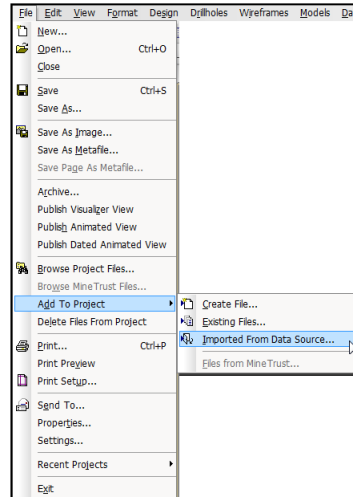 File Edit View Format Design Drillholes Wireframes Models Da
New...
Open... Ctrl+O
Close
Save Ctrl+S
Save As...
Save As Image...
Save As Metafile...
Save Page As Metafile...
Archive...
Publish Visualizer View
Publish Animated View
Publish Dated Animated View
Browse Project Files...
Browse MineTrust Files...
Add To Project
Create File...
Delete Files From Project
Existing Files...
Print... Ctrl+P
Imported From Data Source...
Print Preview
Files from MineTrust...
Print Setup...
Send To...
Properties...
Settings...
Recent Projects
Exit